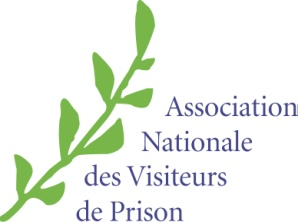 Association
Nationale
des Visiteurs
de Prison